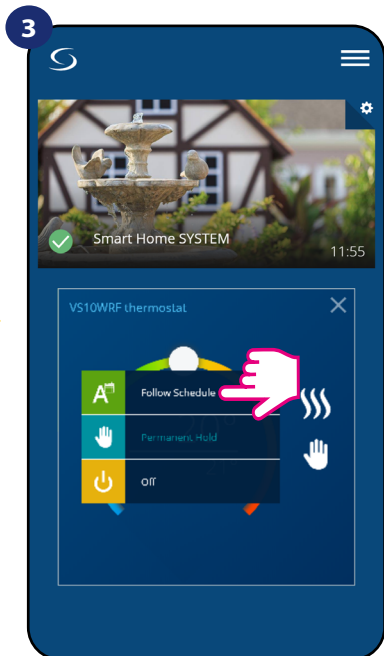 3
Smart Home SYSTEM
11:55
VS10WRF thermostat
A
Follow Schedule
Permanent Hold
Off